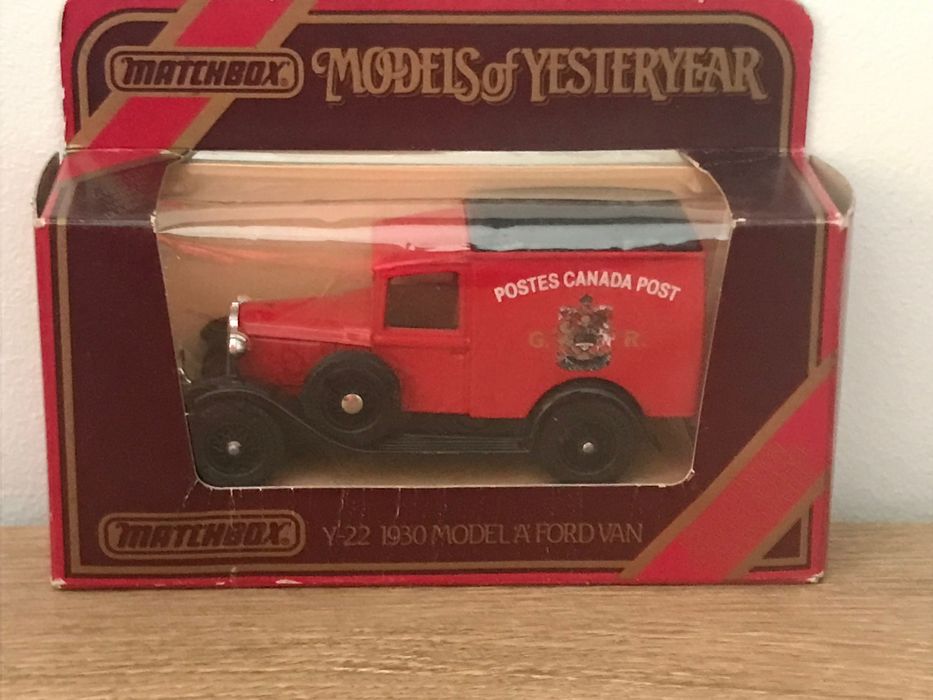 MATCHBOX MODELS of YESTERYEAR
POSTES CANADA POST
G. R.
MATCHBOX Y-22 1930 MODEL 'A' FORD VAN